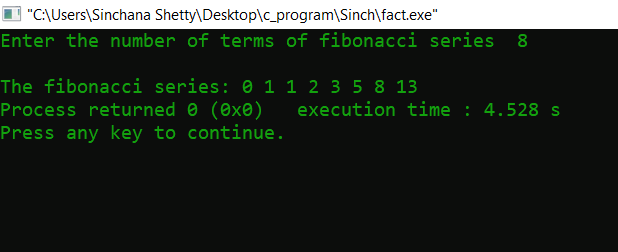 "C:\Users\Sinchana Shetty\Desktop\c_program\Sinch\fact.exe"
Enter the number of terms of fibonacci series  8
The fibonacci series: 0 1 1 2 3 5 8 13
Process returned 0 (0x0)   execution time : 4.528 s
Press any key to continue.